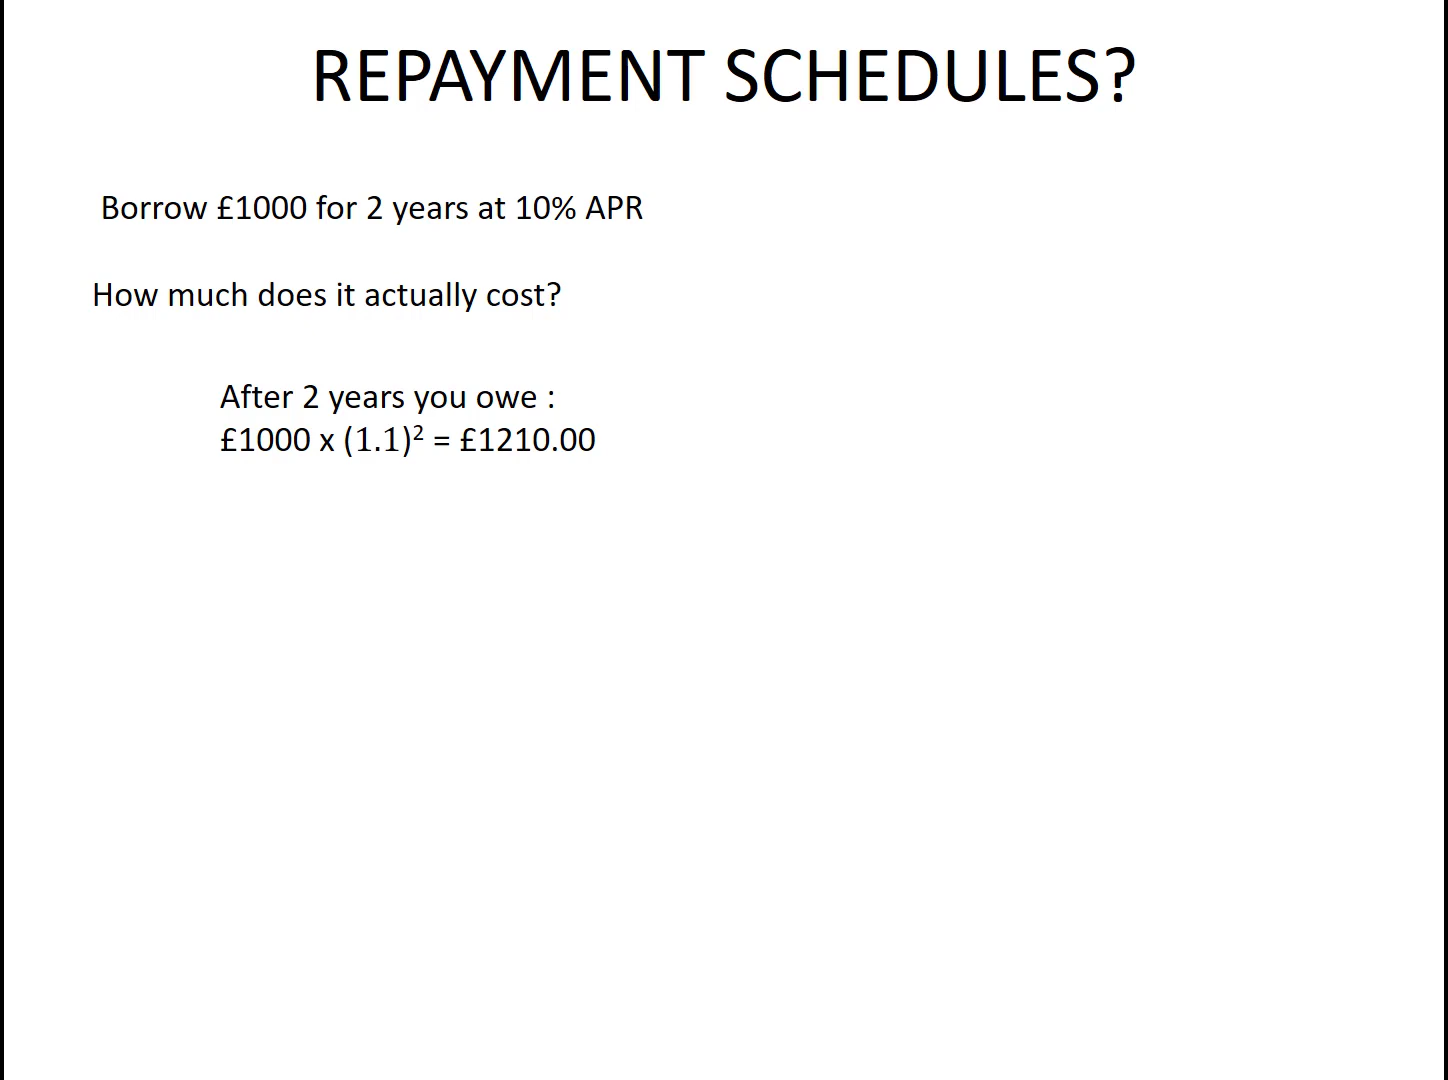 REPAYMENT SCHEDULES?
Borrow £1000 for 2 years at 10% APR
How much does it actually cost?
After 2 years you owe :
£1000 x (1.1)² = £1210.00